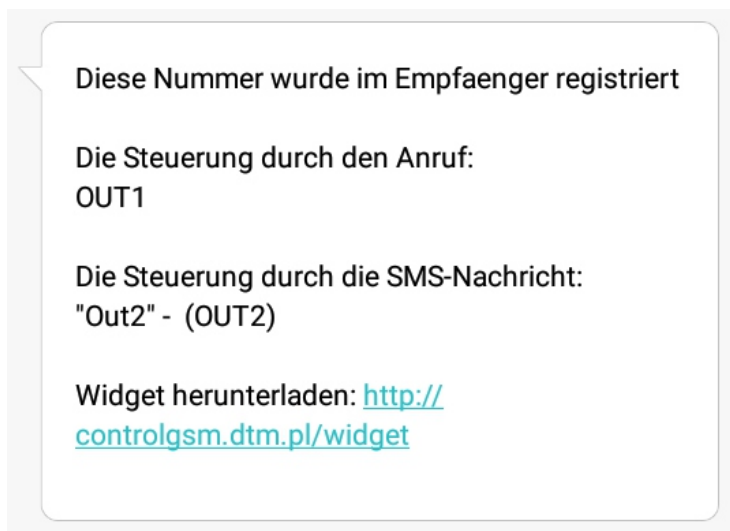 Diese Nummer wurde im Empfaenger registriert
Die Steuerung durch den Anruf:
OUT1
Die Steuerung durch die SMS-Nachricht:
"Out2" -  (OUT2)
Widget herunterladen: http://
controlgsm.dtm.pl/widget